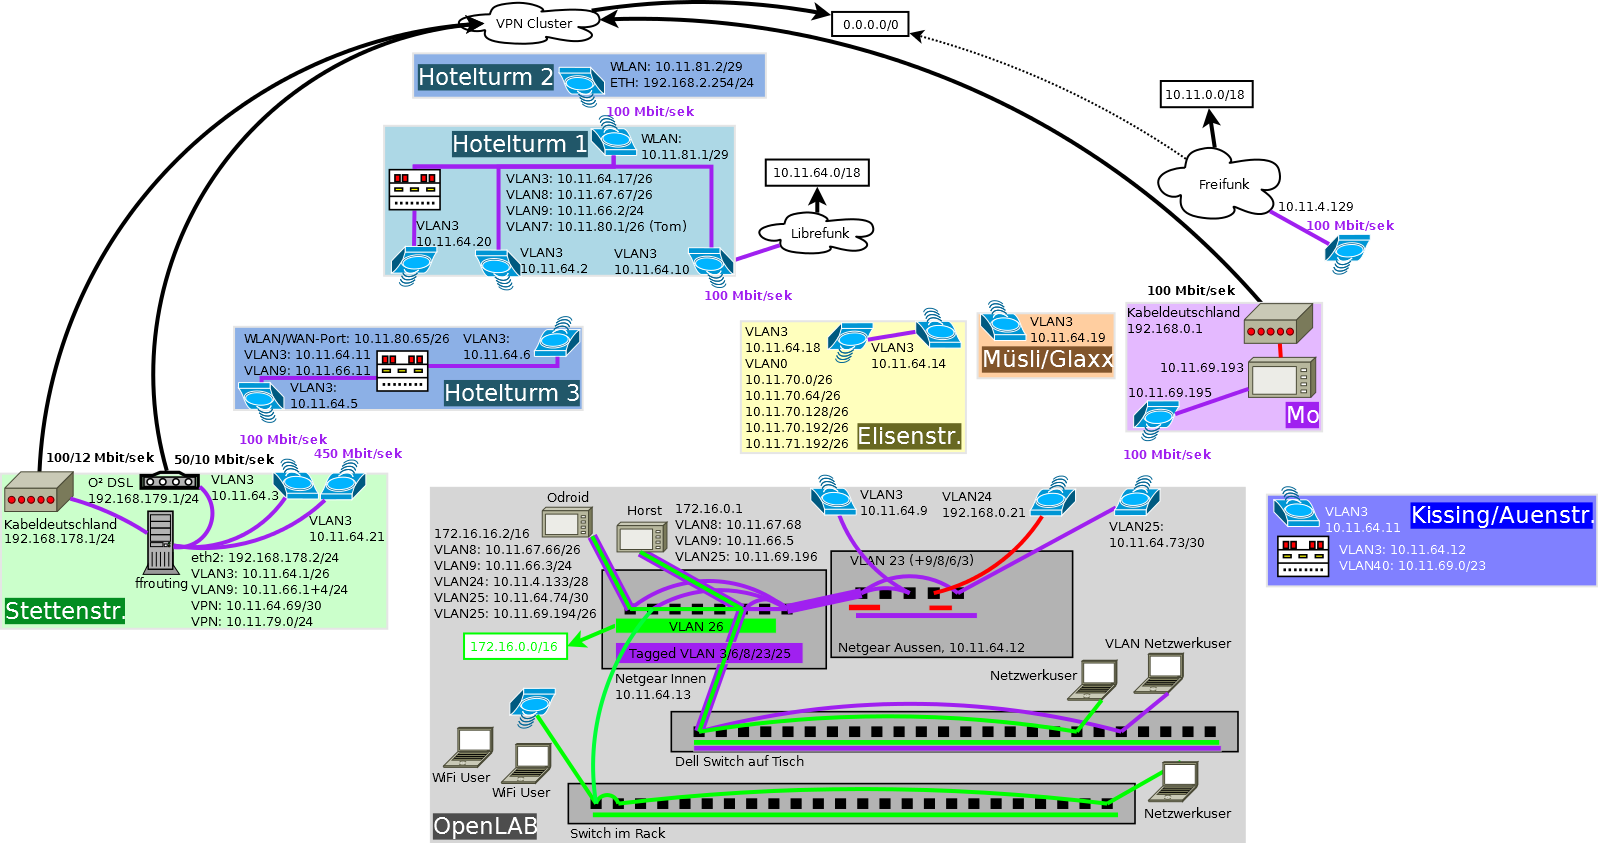 VPN Cluster
0.0.0.0/0
Hotelturm 2
WLAN: 10.11.81.2/29
ETH: 192.168.2.254/24
100 Mbit/sek
10.11.0.0/18
Hotelturm 1
WLAN:
10.11.81.1/29
VLAN3: 10.11.64.17/26
VLAN8: 10.11.67.67/26
VLAN9: 10.11.66.2/24
VLAN7: 10.11.80.1/26 (Tom)
VLAN3
10.11.64.20
VLAN3
10.11.64.2
VLAN3
10.11.64.10
100 Mbit/sek
10.11.64.0/18
Librefunk
Freifunk
10.11.4.129
100 Mbit/sek
WLAN/WAN-Port: 10.11.80.65/26
VLAN3: 10.11.64.11
VLAN9: 10.11.66.11
VLAN3:
10.11.64.6
VLAN3:
10.11.64.5
Hotelturm 3
100 Mbit/sek
VLAN3
10.11.64.18
VLAN0
10.11.70.0/26
10.11.70.64/26
10.11.70.128/26
10.11.70.192/26
10.11.71.192/26
VLAN3
10.11.64.14
Elisenstr.
VLAN3
10.11.64.19
Müsli/Glaxx
100 Mbit/sek
Kabeldeutschland
192.168.0.1
10.11.69.193
10.11.69.195
Mo
100 Mbit/sek
100/12 Mbit/sek
50/10 Mbit/sek
450 Mbit/sek
O² DSL
192.168.179.1/24
VLAN3
10.11.64.3
VLAN3
10.11.64.21
Kabeldeutschland
192.168.178.1/24
ffrouting
eth2: 192.168.178.2/24
VLAN3: 10.11.64.1/26
VLAN9: 10.11.66.1+4/24
VPN: 10.11.64.69/30
VPN: 10.11.79.0/24
Stettenstr.
Odroid
172.16.16.2/16
VLAN8: 10.11.67.66/26
VLAN9: 10.11.66.3/24
VLAN24: 10.11.4.133/28
VLAN25: 10.11.64.74/30
VLAN25: 10.11.69.194/26
Horst
172.16.0.1
VLAN8: 10.11.67.68
VLAN9: 10.11.66.5
VLAN25: 10.11.69.196
VLAN3
10.11.64.9
VLAN24
192.168.0.21
VLAN25:
10.11.64.73/30
VLAN 23 (+9/8/6/3)
Netgear Aussen, 10.11.64.12
VLAN 26
Tagged VLAN 3/6/8/23/25
172.16.0.0/16
Netgear Innen
10.11.64.13
Netzwerkuser
VLAN Netzwerkuser
Dell Switch auf Tisch
WiFi User
WiFi User
Netzwerkuser
Switch im Rack
OpenLAB
VLAN3
10.11.64.11
Kissing/Auenstr.
VLAN3: 10.11.64.12
VLAN40: 10.11.69.0/23